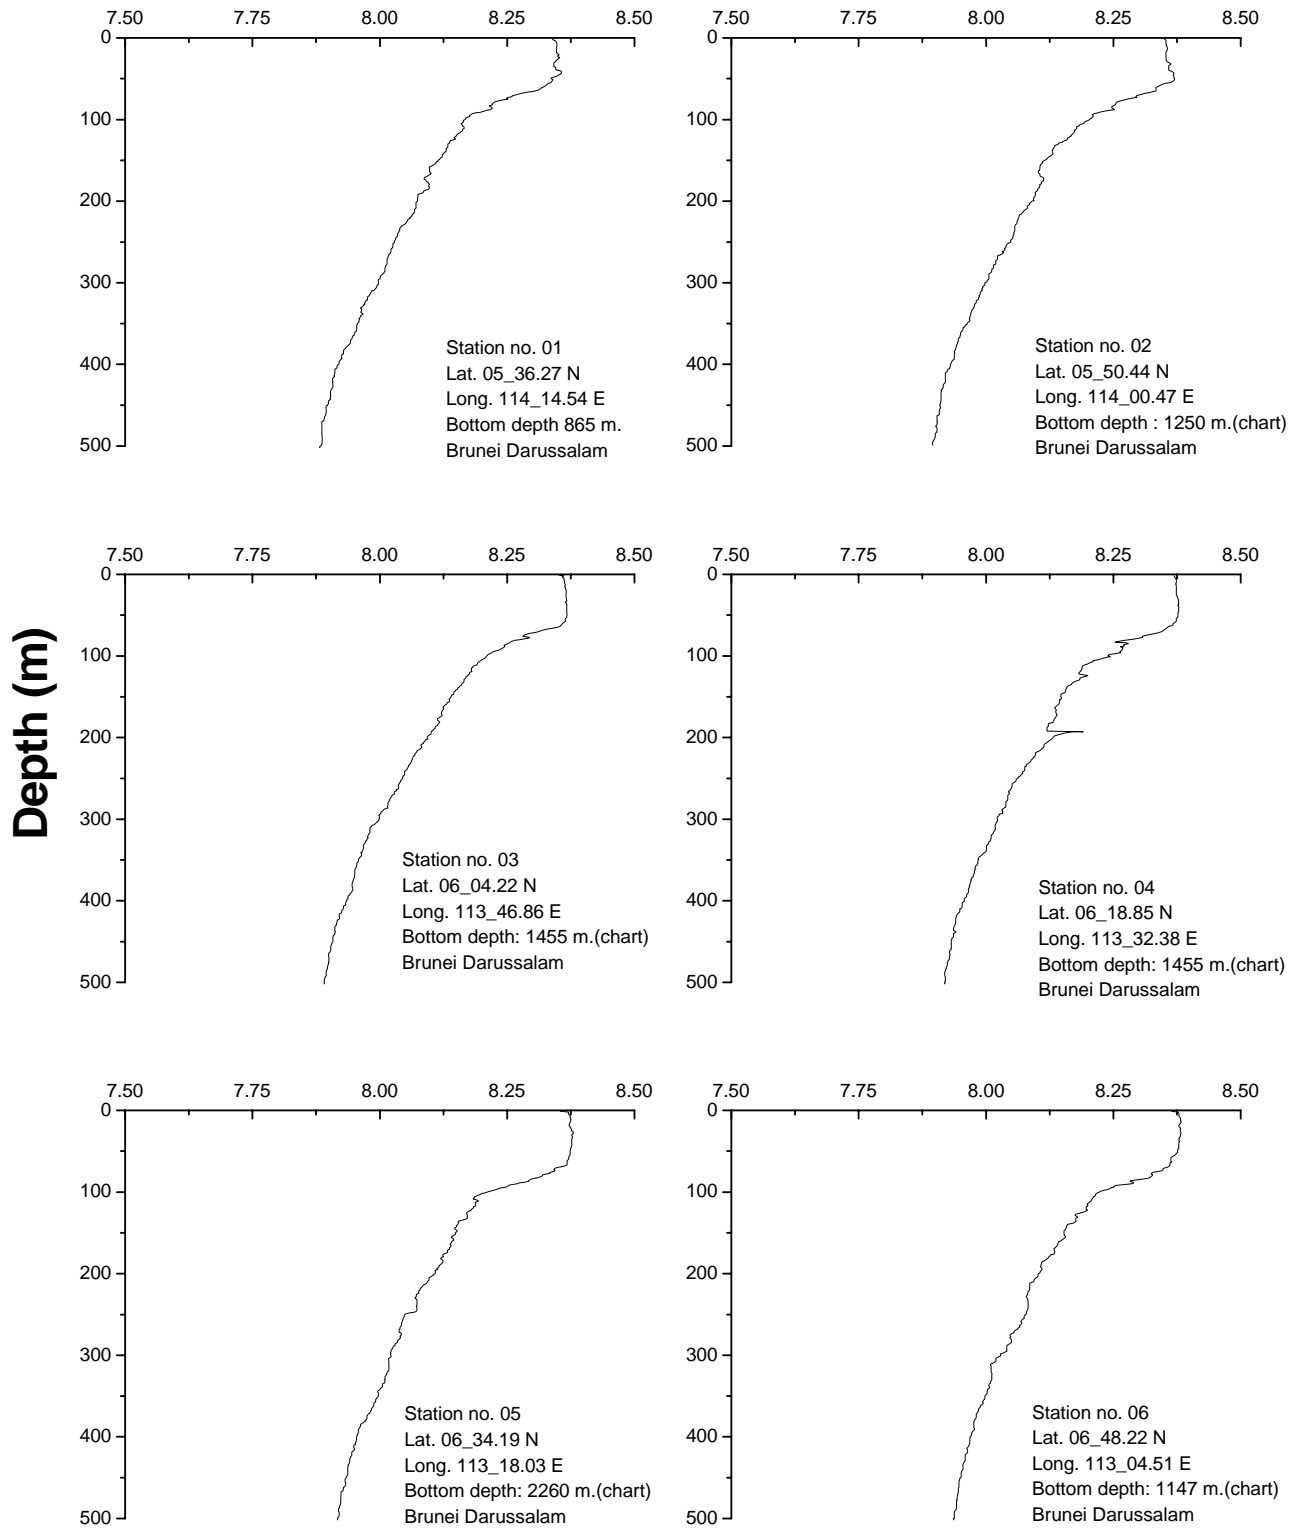 7.50 7.75 8.00 8.25 8.50
0
100
200
300
400
500
Station no. 01
Lat. 05_36.27 N
Long. 114_14.54 E
Bottom depth 865 m.
Brunei Darussalam
7.50 7.75 8.00 8.25 8.50
0
100
200
300
400
500
Station no. 02
Lat. 05_50.44 N
Long. 114_00.47 E
Bottom depth : 1250 m.(chart)
Brunei Darussalam
Depth (m)
7.50 7.75 8.00 8.25 8.50
0
100
200
300
400
500
Station no. 03
Lat. 06_04.22 N
Long. 113_46.86 E
Bottom depth: 1455 m.(chart)
Brunei Darussalam
7.50 7.75 8.00 8.25 8.50
0
100
200
300
400
500
Station no. 04
Lat. 06_18.85 N
Long. 113_32.38 E
Bottom depth: 1455 m.(chart)
Brunei Darussalam
7.50 7.75 8.00 8.25 8.50
0
100
200
300
400
500
Station no. 05
Lat. 06_34.19 N
Long. 113_18.03 E
Bottom depth: 2260 m.(chart)
Brunei Darussalam
7.50 7.75 8.00 8.25 8.50
0
100
200
300
400
500
Station no. 06
Lat. 06_48.22 N
Long. 113_04.51 E
Bottom depth: 1147 m.(chart)
Brunei Darussalam